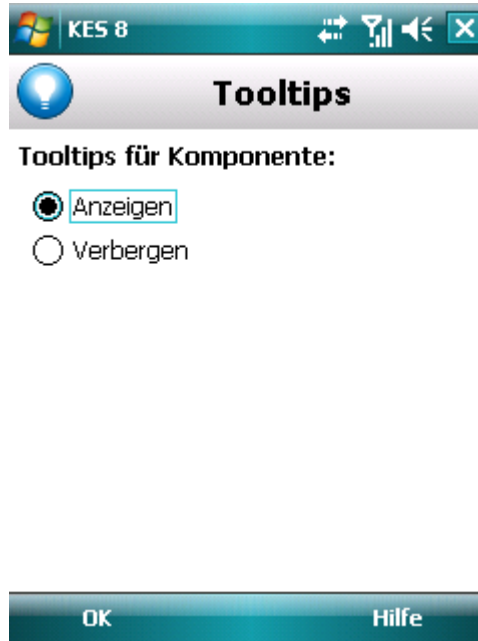 KES 8
Tooltips
Tooltips für Komponente:
Anzeigen
Verbergen
OK Hilfe